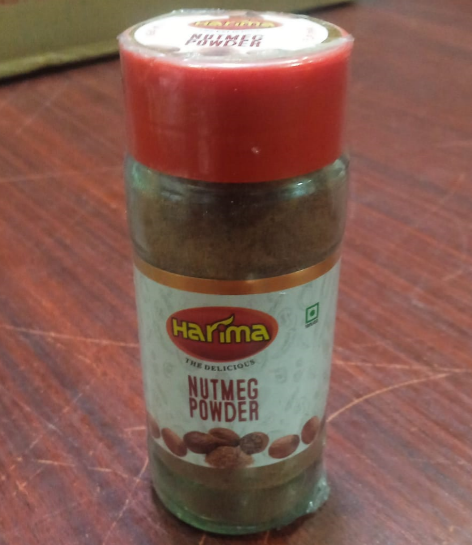 HARIMA
NUTMEG
POWDER
HARIMA
THE DELICIOUS
NUTMEG
POWDER